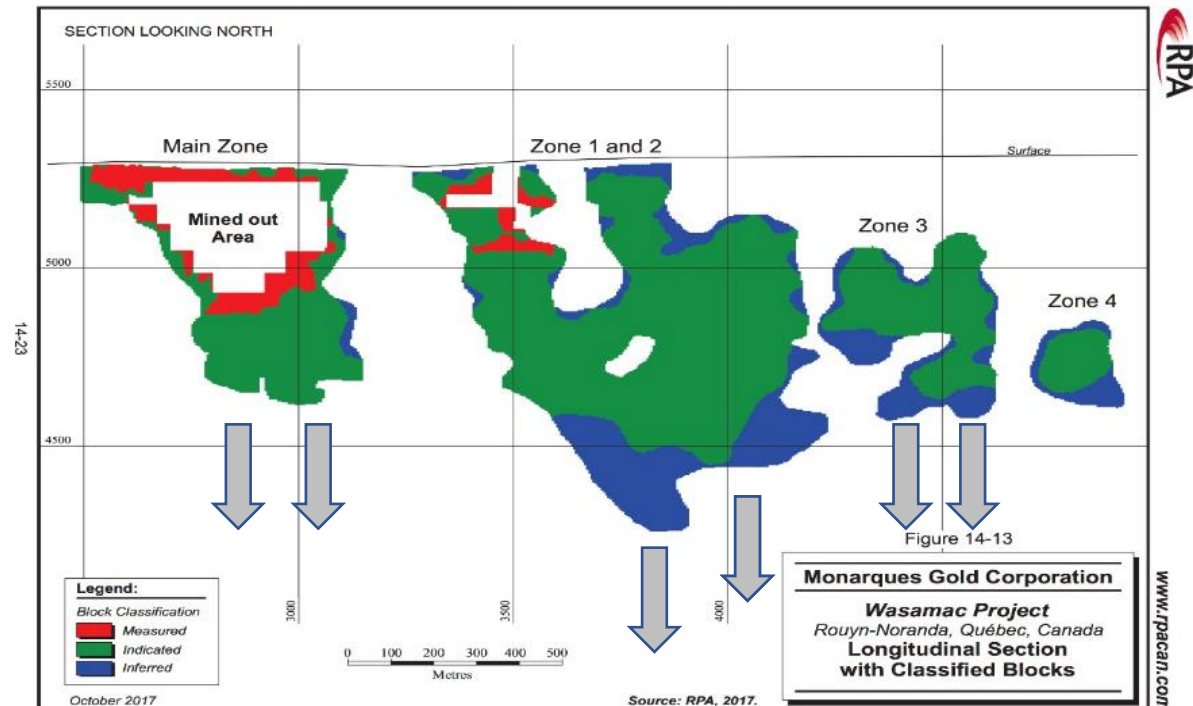 SECTION LOOKING NORTH
RPA
5500
Main Zone
Zone 1 and 2
Surface
Mined out
Area
Zone 3
5000
Zone 4
14-23
4500
Figure 14-13
3000
3500
4000
Legend:
Block Classification
Measured
Indicated
Inferred
0 100 200 300 400 500
Metres
Monarques Gold Corporation
Wasamac Project
Rouyn-Noranda, Québec, Canada
Longitudinal Section
with Classified Blocks
October 2017
Source: RPA, 2017.
www.rpacan.com